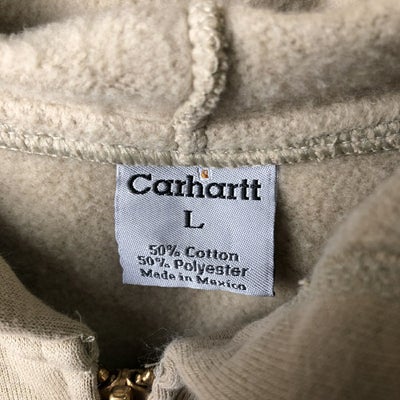 Carhartt
L
50% Cotton
50% Polyester
Made in Mexico